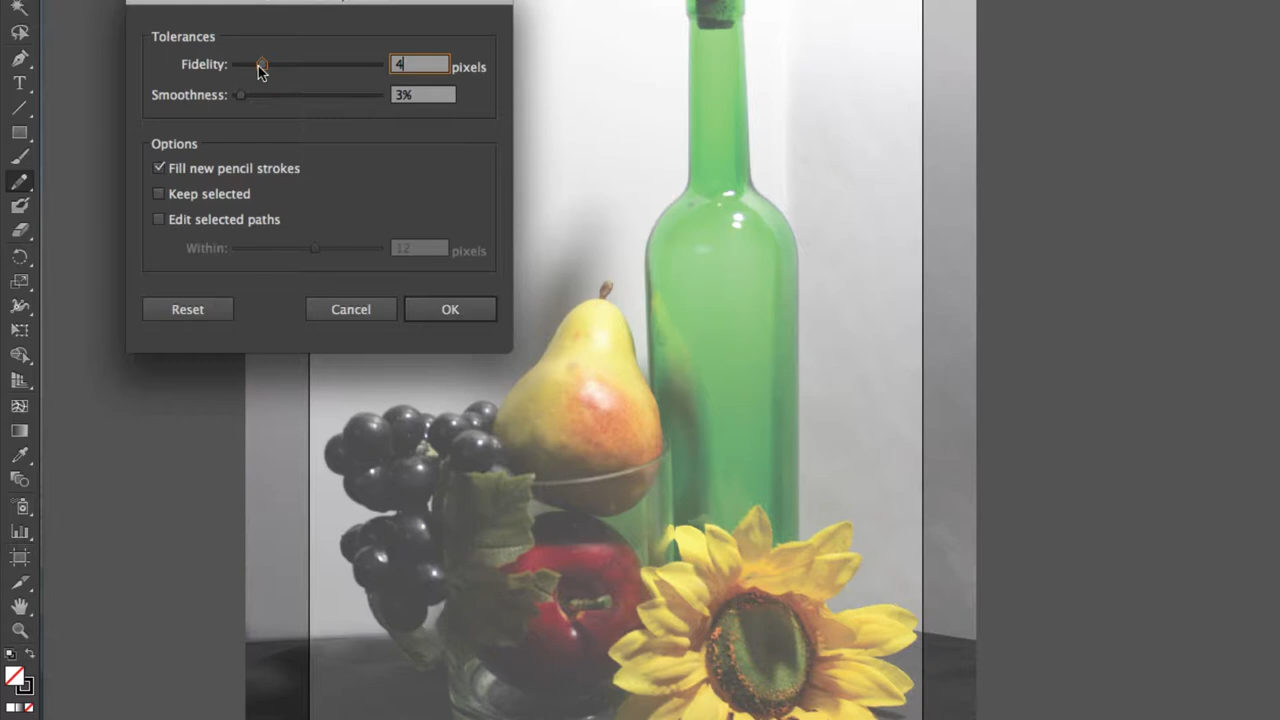 Tolerances
Fidelity: 4 pixels
Smoothness: 3%
Options
Fill new pencil strokes
Keep selected
Edit selected paths
Within: 12 pixels
Reset Cancel OK